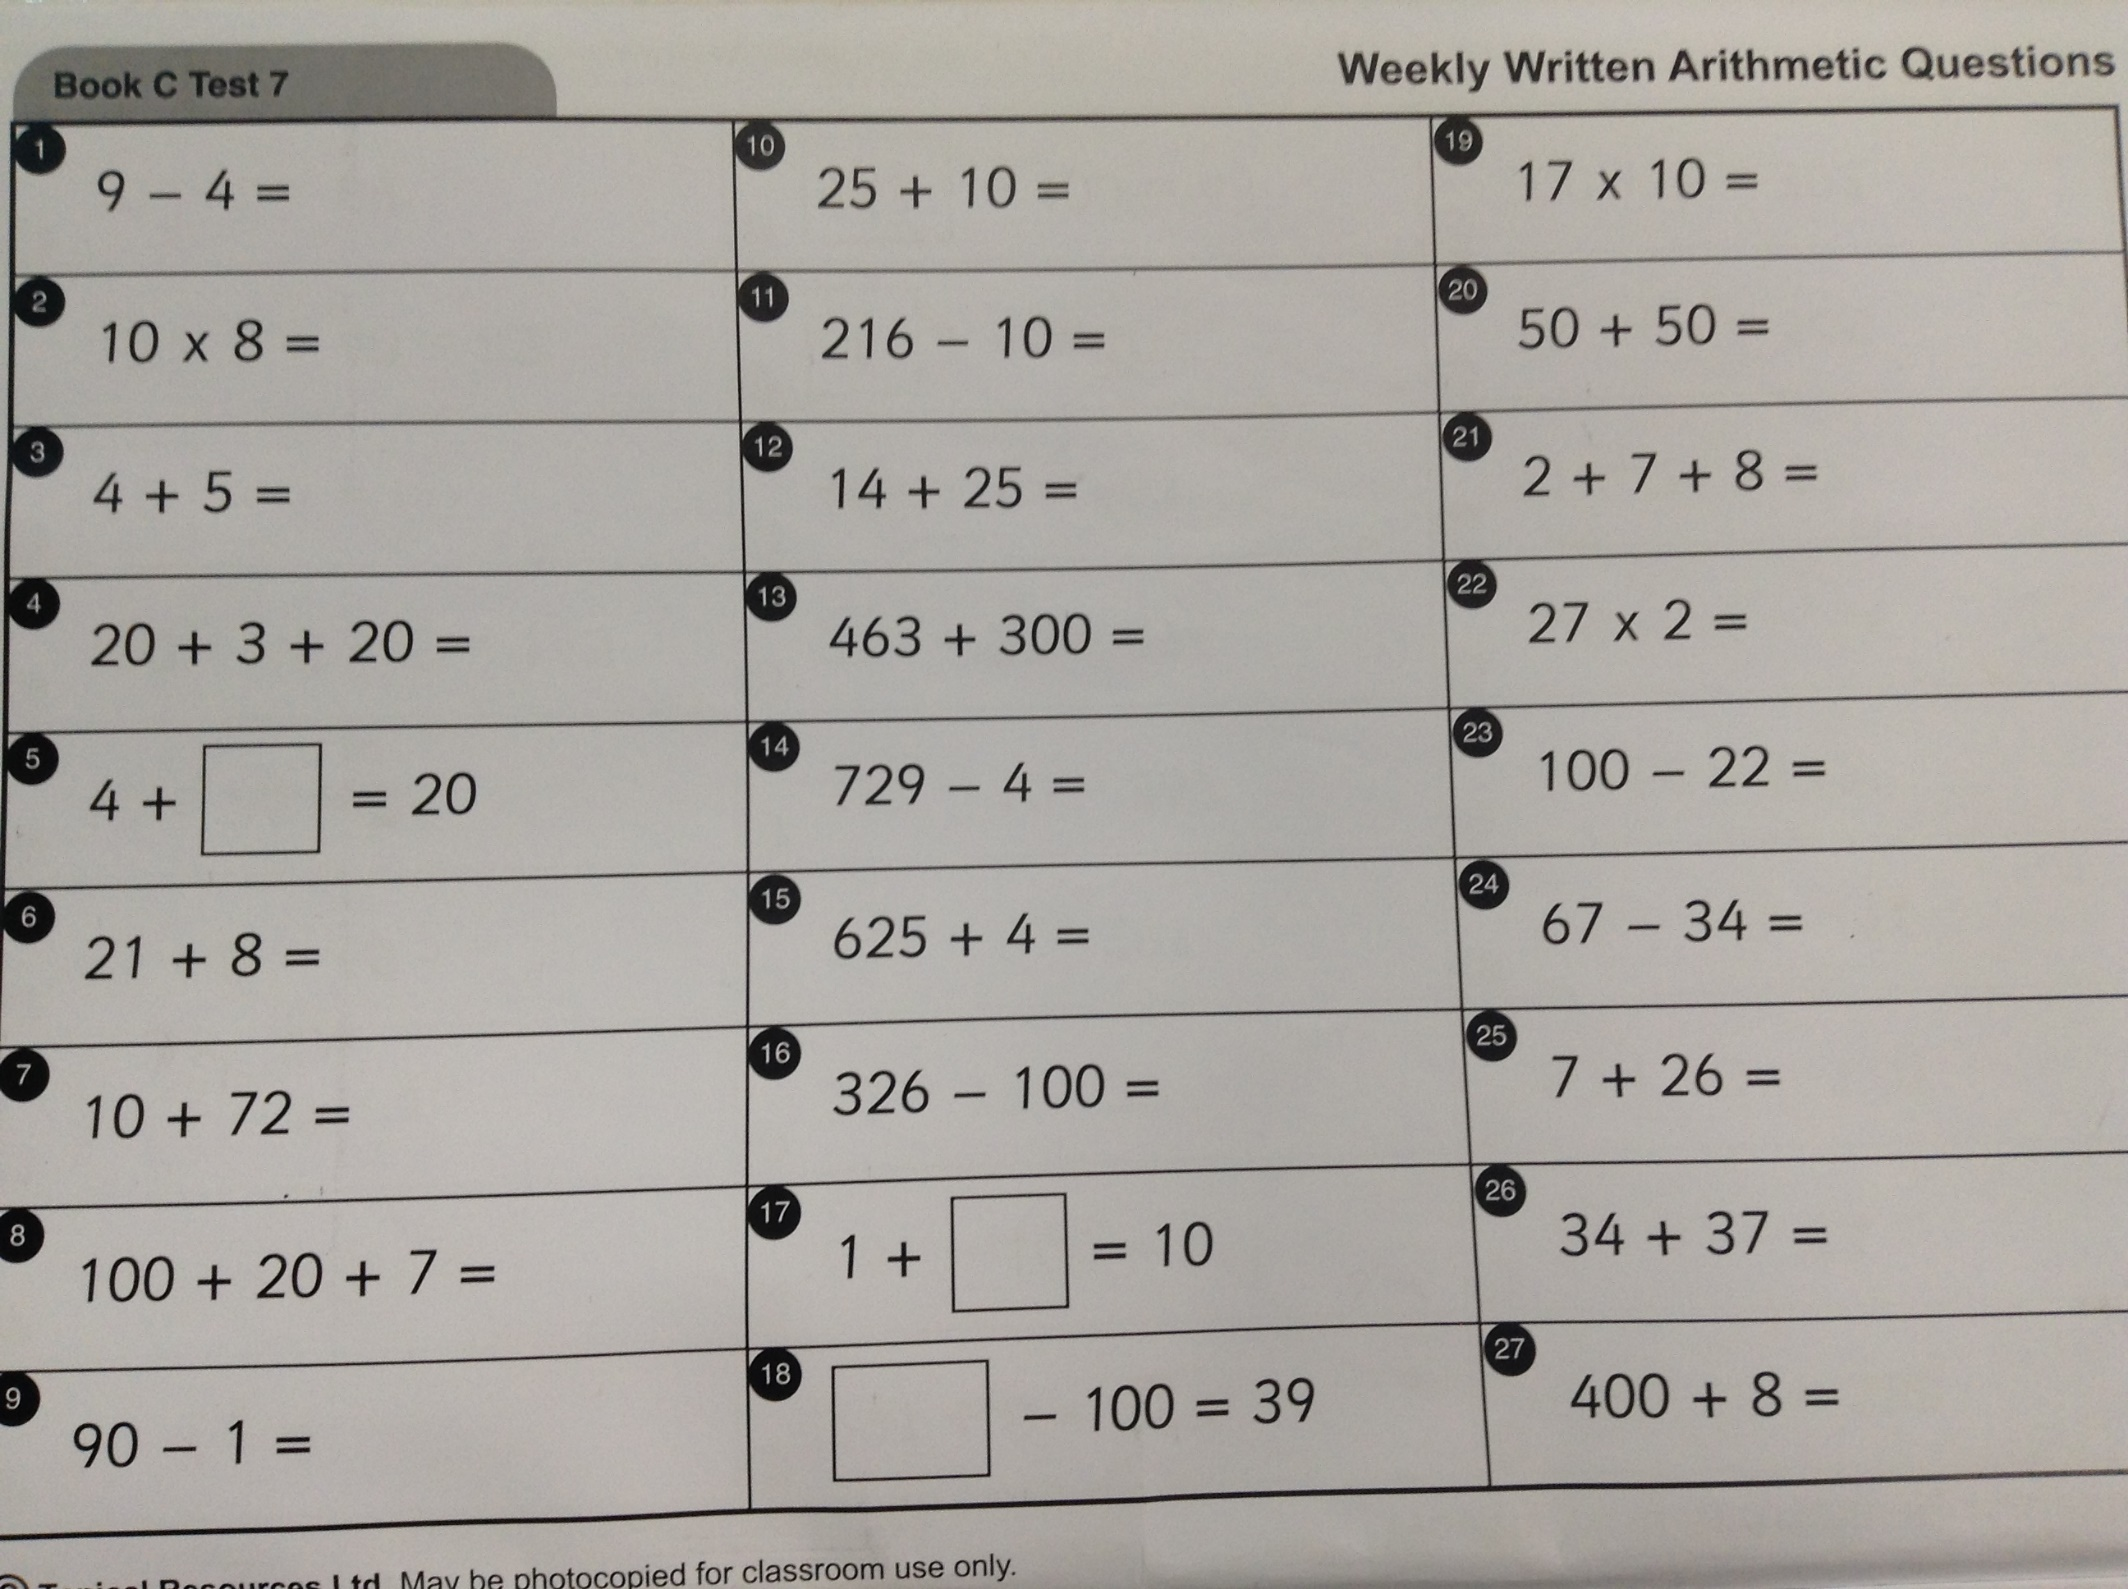 Book C Test 7
Weekly Written Arithmetic Questions
1
9 – 4 =
2
10 x 8 =
3
4 + 5 =
4
20 + 3 + 20 =
5
4 + = 20
6
21 + 8 =
7
10 + 72 =
8
100 + 20 + 7 =
9
90 – 1 =
10
25 + 10 =
11
216 – 10 =
12
14 + 25 =
13
463 + 300 =
14
729 – 4 =
15
625 + 4 =
16
326 – 100 =
17
1 + = 10
18
– 100 = 39
19
17 x 10 =
20
50 + 50 =
21
2 + 7 + 8 =
22
27 x 2 =
23
100 – 22 =
24
67 – 34 =
25
7 + 26 =
26
34 + 37 =
27
400 + 8 =
© Topical Resources Ltd. May be photocopied for classroom use only.